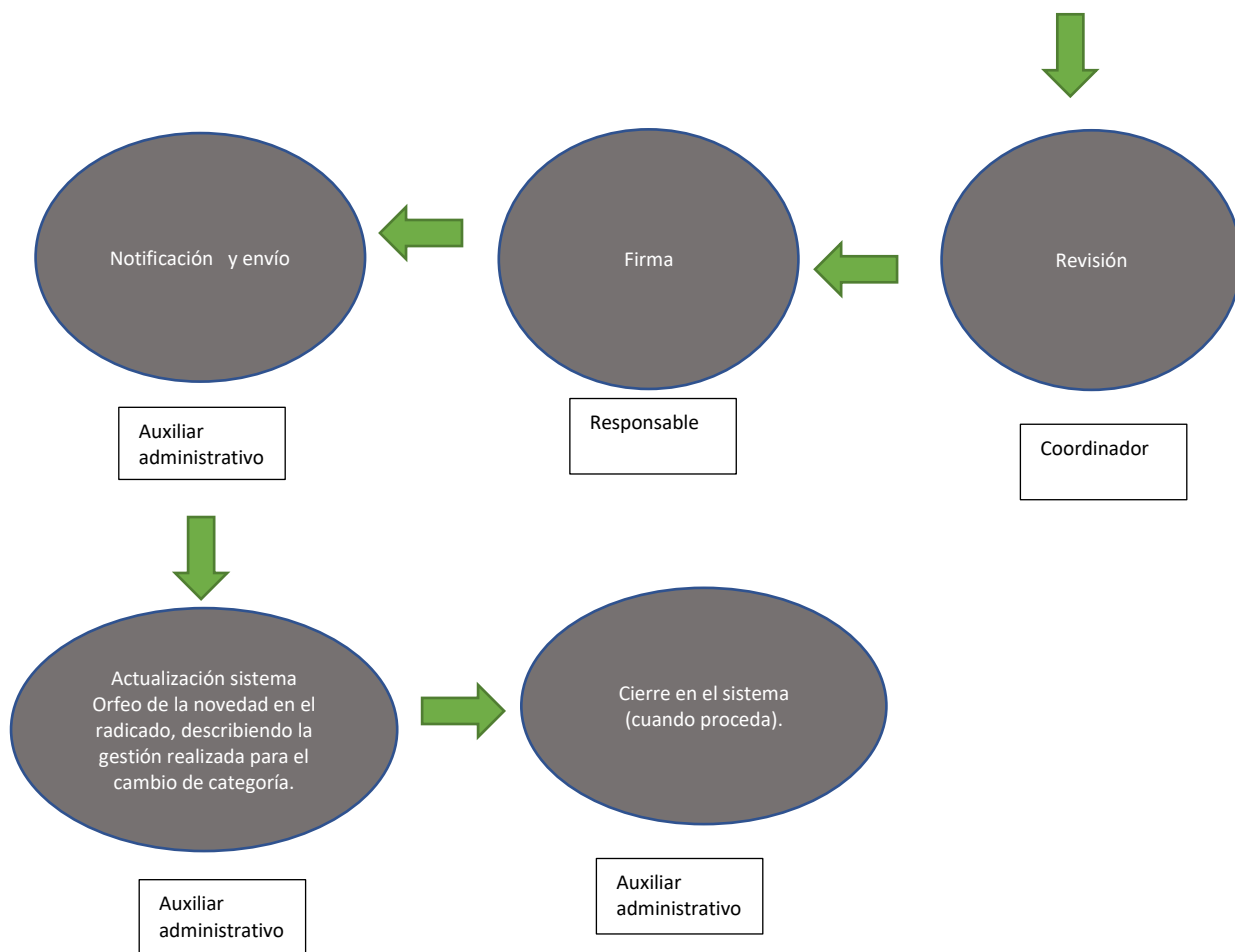 Notificación y envío
Firma
Revisión
Auxiliar
administrativo
Responsable
Coordinador
Actualización sistema
Orfeo de la novedad en el
radicado, describiendo la
gestión realizada para el
cambio de categoría.
Cierre en el sistema
(cuando proceda).
Auxiliar
administrativo
Auxiliar
administrativo